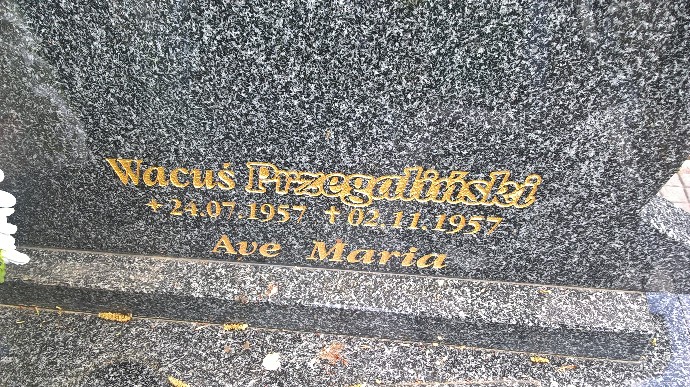 Wacuś Przegaliński
+24.07.1957 ✝02.11.1957
Ave Maria